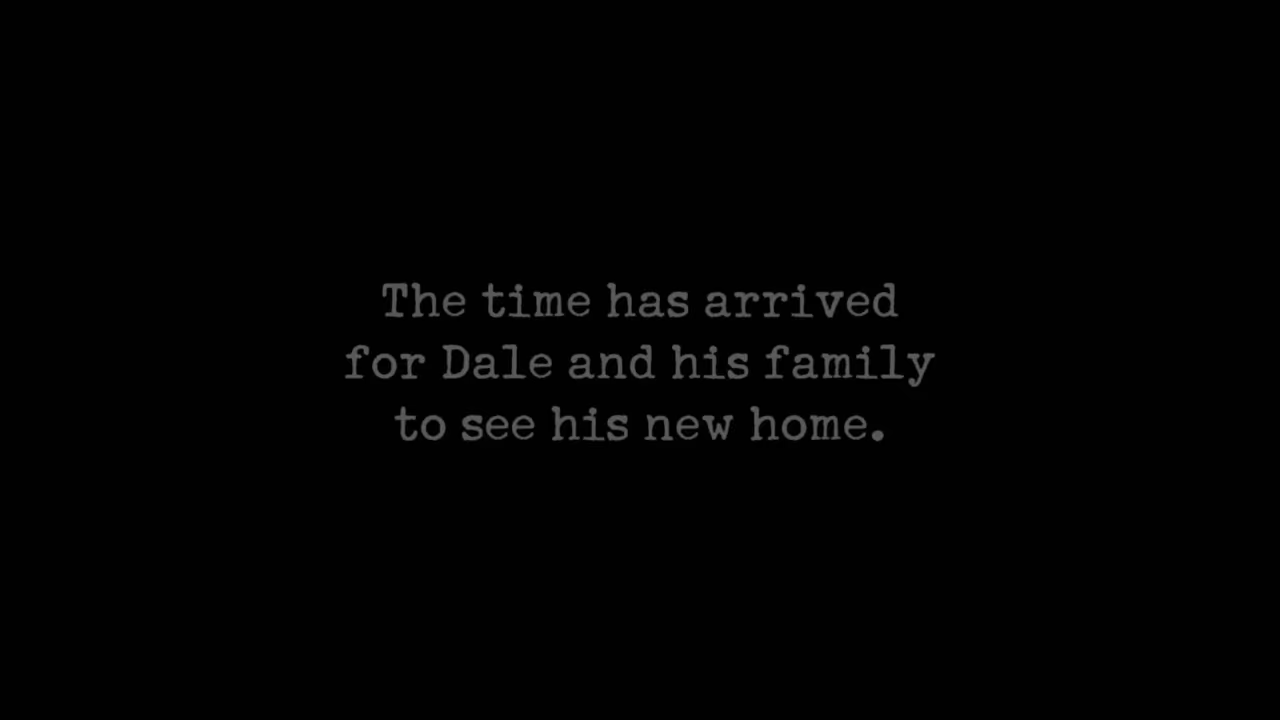 The time has arrived
for Dale and his family
to see his new home.